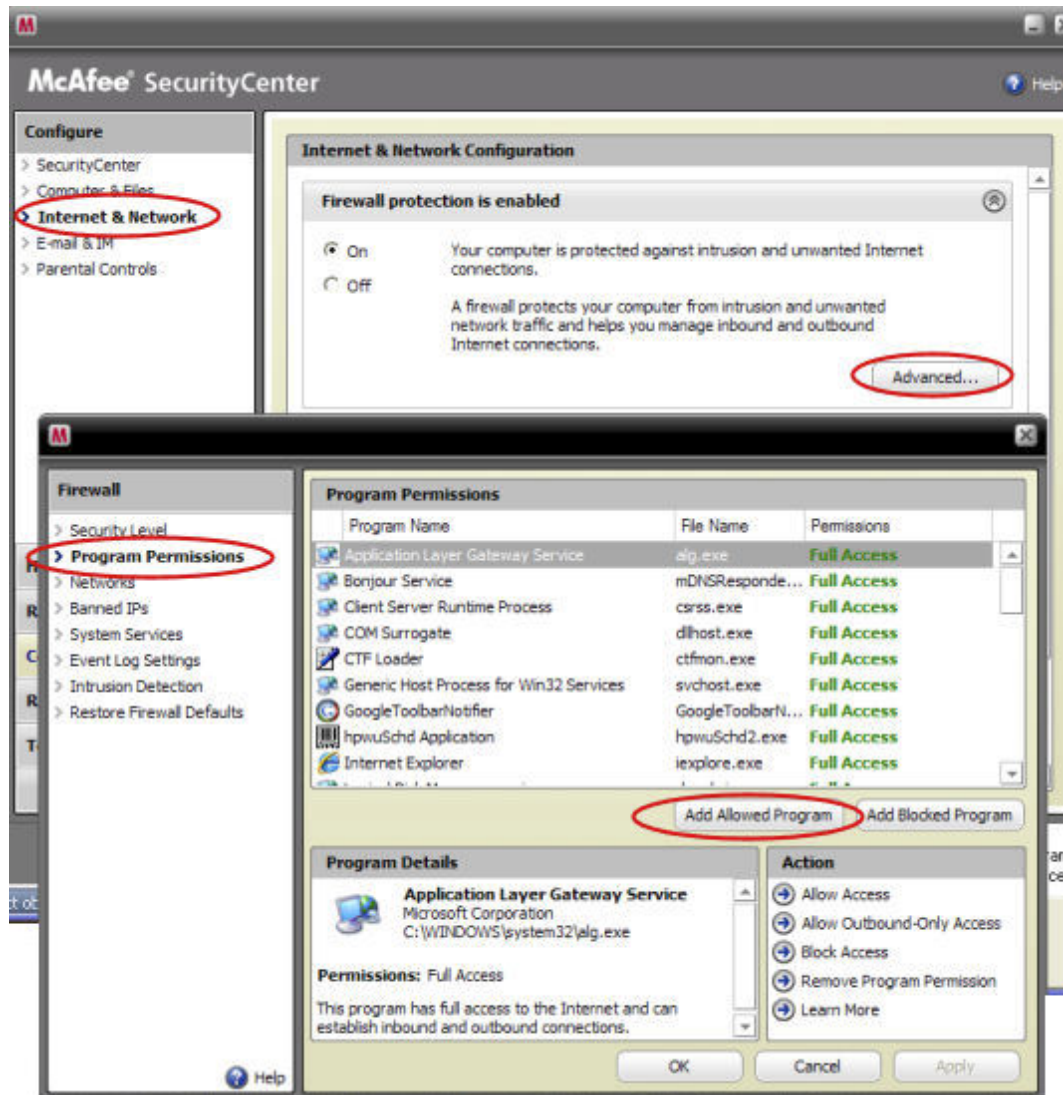 McAfee® SecurityCenter
Help
Configure
SecurityCenter
Computer & Files
Internet & Network
E-mail & IM
Parental Controls
Internet & Network Configuration
Firewall protection is enabled
On
Off
Your computer is protected against intrusion and unwanted Internet
connections.
A firewall protects your computer from intrusion and unwanted
network traffic and helps you manage inbound and outbound
Internet connections.
Advanced...
Firewall
Security Level
Program Permissions
Networks
Banned IPs
System Services
Event Log Settings
Intrusion Detection
Restore Firewall Defaults
Help
Program Permissions
Program Name File Name Permissions
Application Layer Gateway Service alg.exe Full Access
Bonjour Service mDNSResponde... Full Access
Client Server Runtime Process csrss.exe Full Access
COM Surrogate dllhost.exe Full Access
CTF Loader ctfmon.exe Full Access
Generic Host Process for Win32 Services svchost.exe Full Access
GoogleToolbarNotifier GoogleToolbarN... Full Access
hpwuSchd Application hpwuSchd2.exe Full Access
Internet Explorer iexplore.exe Full Access
Add Allowed Program Add Blocked Program
Program Details
Application Layer Gateway Service
Microsoft Corporation
C:\WINDOWS\system32\alg.exe
Permissions: Full Access
This program has full access to the Internet and can
establish inbound and outbound connections.
Action
Allow Access
Allow Outbound-Only Access
Block Access
Remove Program Permission
Learn More
OK Cancel Apply